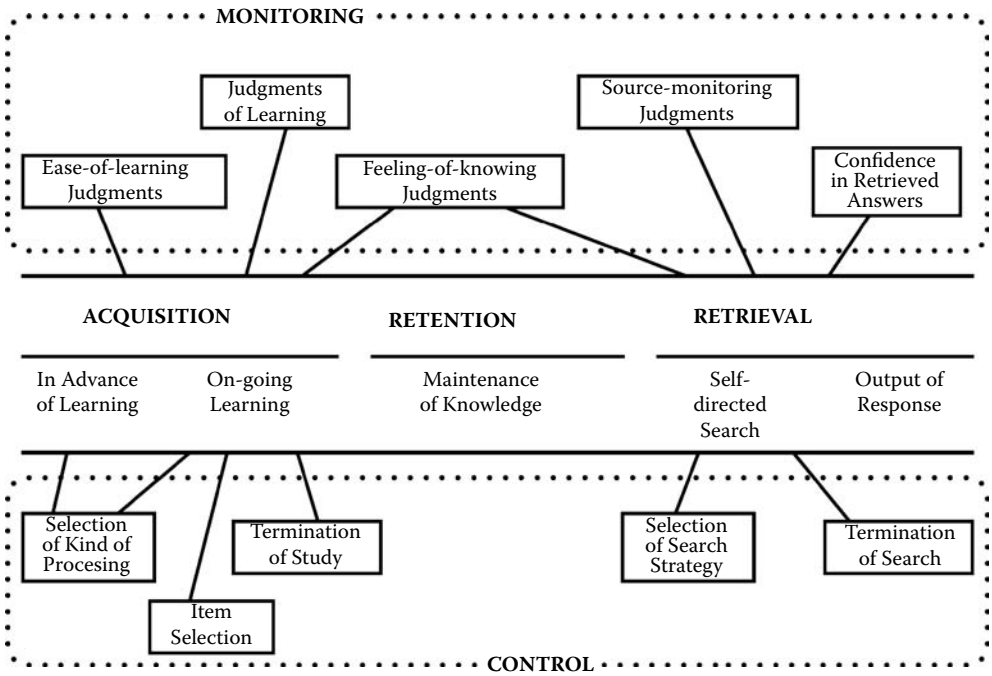 MONITORING
Judgments
of Learning
Source-monitoring
Judgments
Ease-of-learning
Judgments
Feeling-of-knowing
Judgments
Confidence
in Retrieved
Answers
ACQUISITION
RETENTION
RETRIEVAL
In Advance
of Learning
On-going
Learning
Maintenance
of Knowledge
Self-
directed
Search
Output of
Response
Selection
of Kind of
Procesing
Termination
of Study
Selection
of Search
Strategy
Termination
of Search
Item
Selection
CONTROL